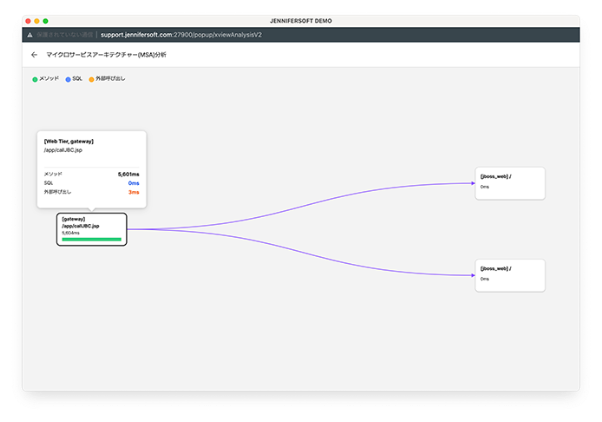 JENNIFERSOFT DEMO
保護されていない通信 | support.jennifersoft.com:27900/popup/xviewAnalysisV2
← マイクロサービスアーキテクチャー(MSA)分析
メソッド SQL 外部呼び出し
[Web Tier, gateway]
/app/callJBC.jsp
メソッド 5,601ms
SQL 0ms
外部呼び出し 3ms
[gateway]
/app/callJBC.jsp
5,604ms
[jboss_web] /
0ms
[jboss_web] /
0ms